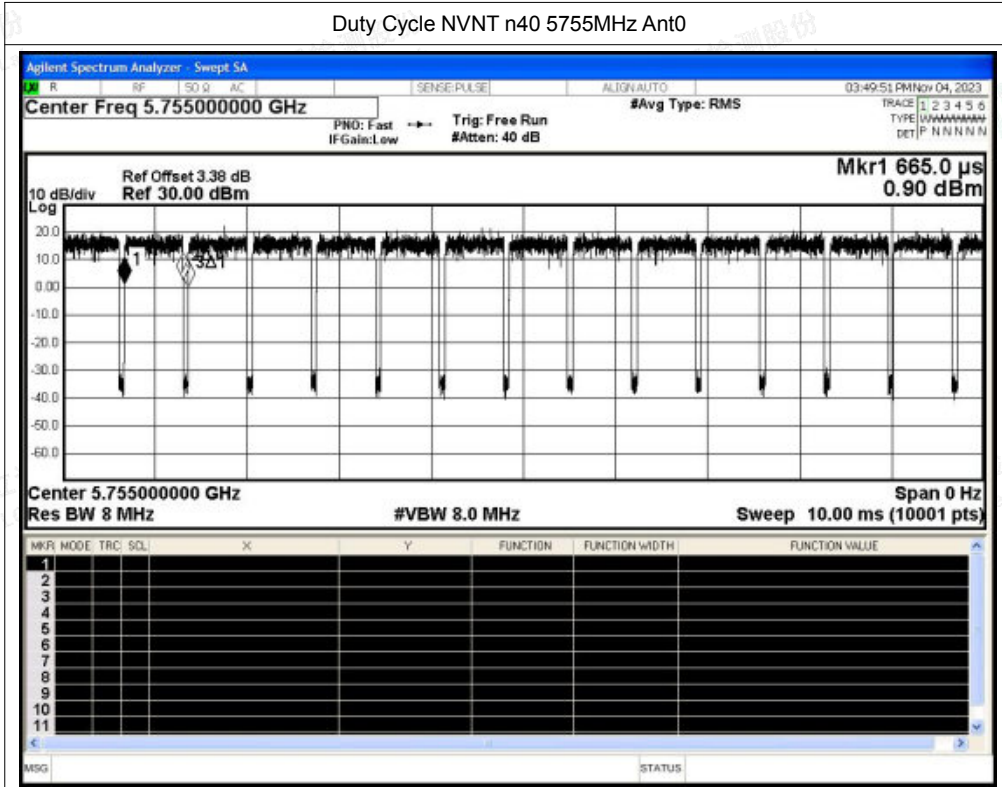 Duty Cycle NVNT n40 5755MHz Ant0
Agilent Spectrum Analyzer - Swept SA
R RF 50 Ω AC SENSE:PULSE ALIGN AUTO 03:49:51 PM Nov 04, 2023
Center Freq 5.755000000 GHz #Avg Type: RMS TRACE 1 2 3 4 5 6
PNO: Fast Trig: Free Run TYPE
IFGain:Low #Atten: 40 dB DET P N N N N N
Mkr1 665.0 µs
Ref Offset 3.38 dB
10 dB/div Ref 30.00 dBm 0.90 dBm
Log
20.0
10.0
0.00
-10.0
-20.0
-30.0
-40.0
-50.0
-60.0
1
3Δ1
Center 5.755000000 GHz Span 0 Hz
Res BW 8 MHz #VBW 8.0 MHz Sweep 10.00 ms (10001 pts)
MKR MODE TRC SCL X Y FUNCTION FUNCTION WIDTH FUNCTION VALUE
1
2
3
4
5
6
7
8
9
10
11
MSG STATUS